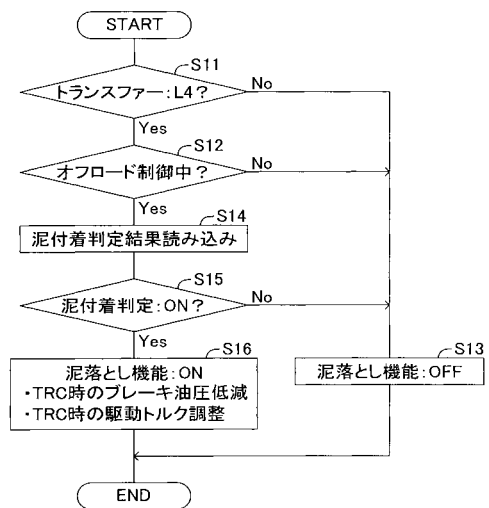 START
S11
トランスファー:L4?
No
Yes
S12
オフロード制御中?
No
Yes
S14
泥付着判定結果読み込み
S15
泥付着判定:ON?
No
Yes
S16
泥落とし機能:ON
・TRC時のブレーキ油圧低減
・TRC時の駆動トルク調整
S13
泥落とし機能:OFF
END